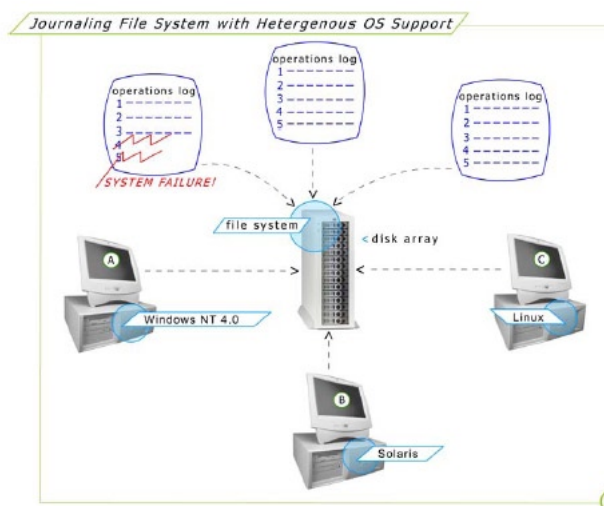 Journaling File System with Hetergenous OS Support
operations log
1
2
3
4
5
SYSTEM FAILURE!
operations log
1
2
3
4
5
operations log
1
2
3
4
5
file system
< disk array
A
Windows NT 4.0
C
Linux
B
Solaris